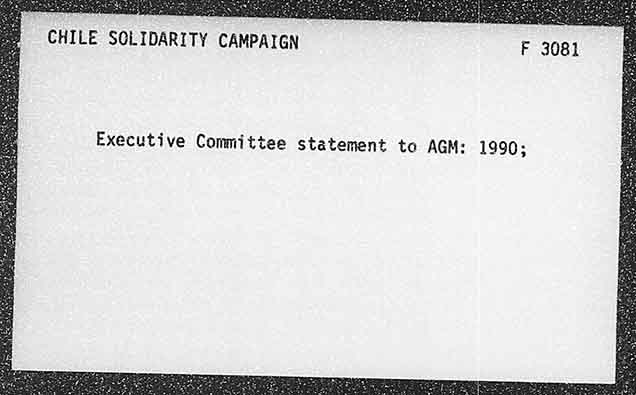 CHILE SOLIDARITY CAMPAIGN F 3081
Executive Committee statement to AGM: 1990;